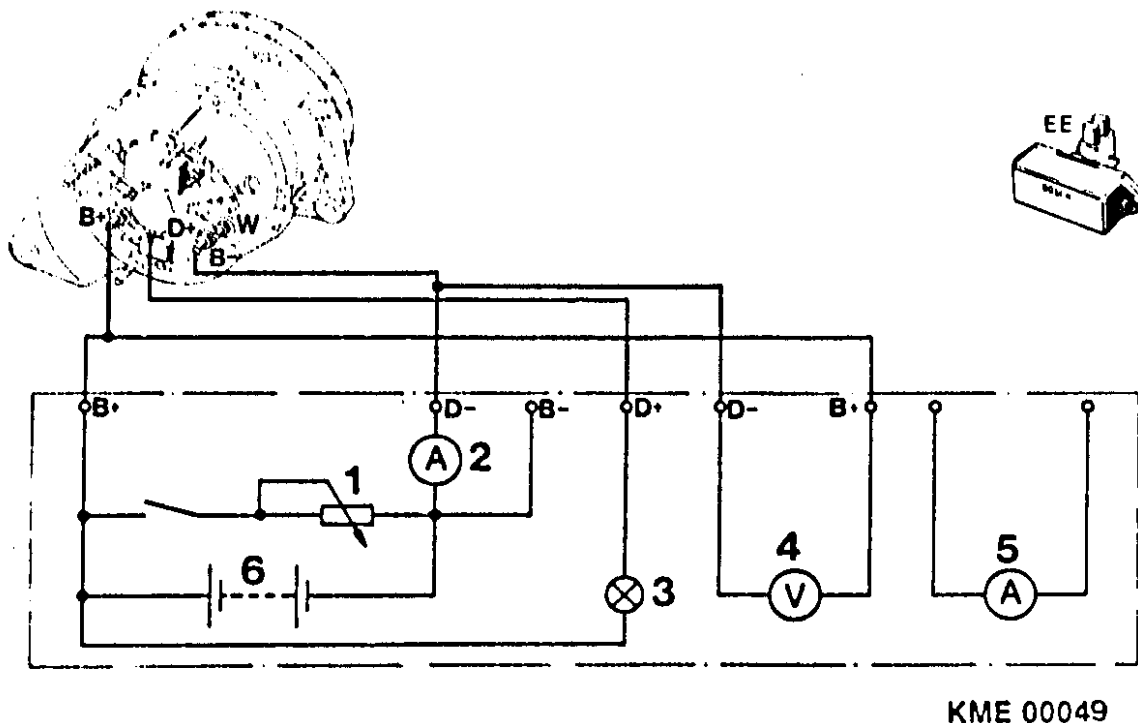 EE
B+ D+ W
B-
B+ D- B- D+ D- B+
A 2
1
6 3 4 5
V A
KME 00049